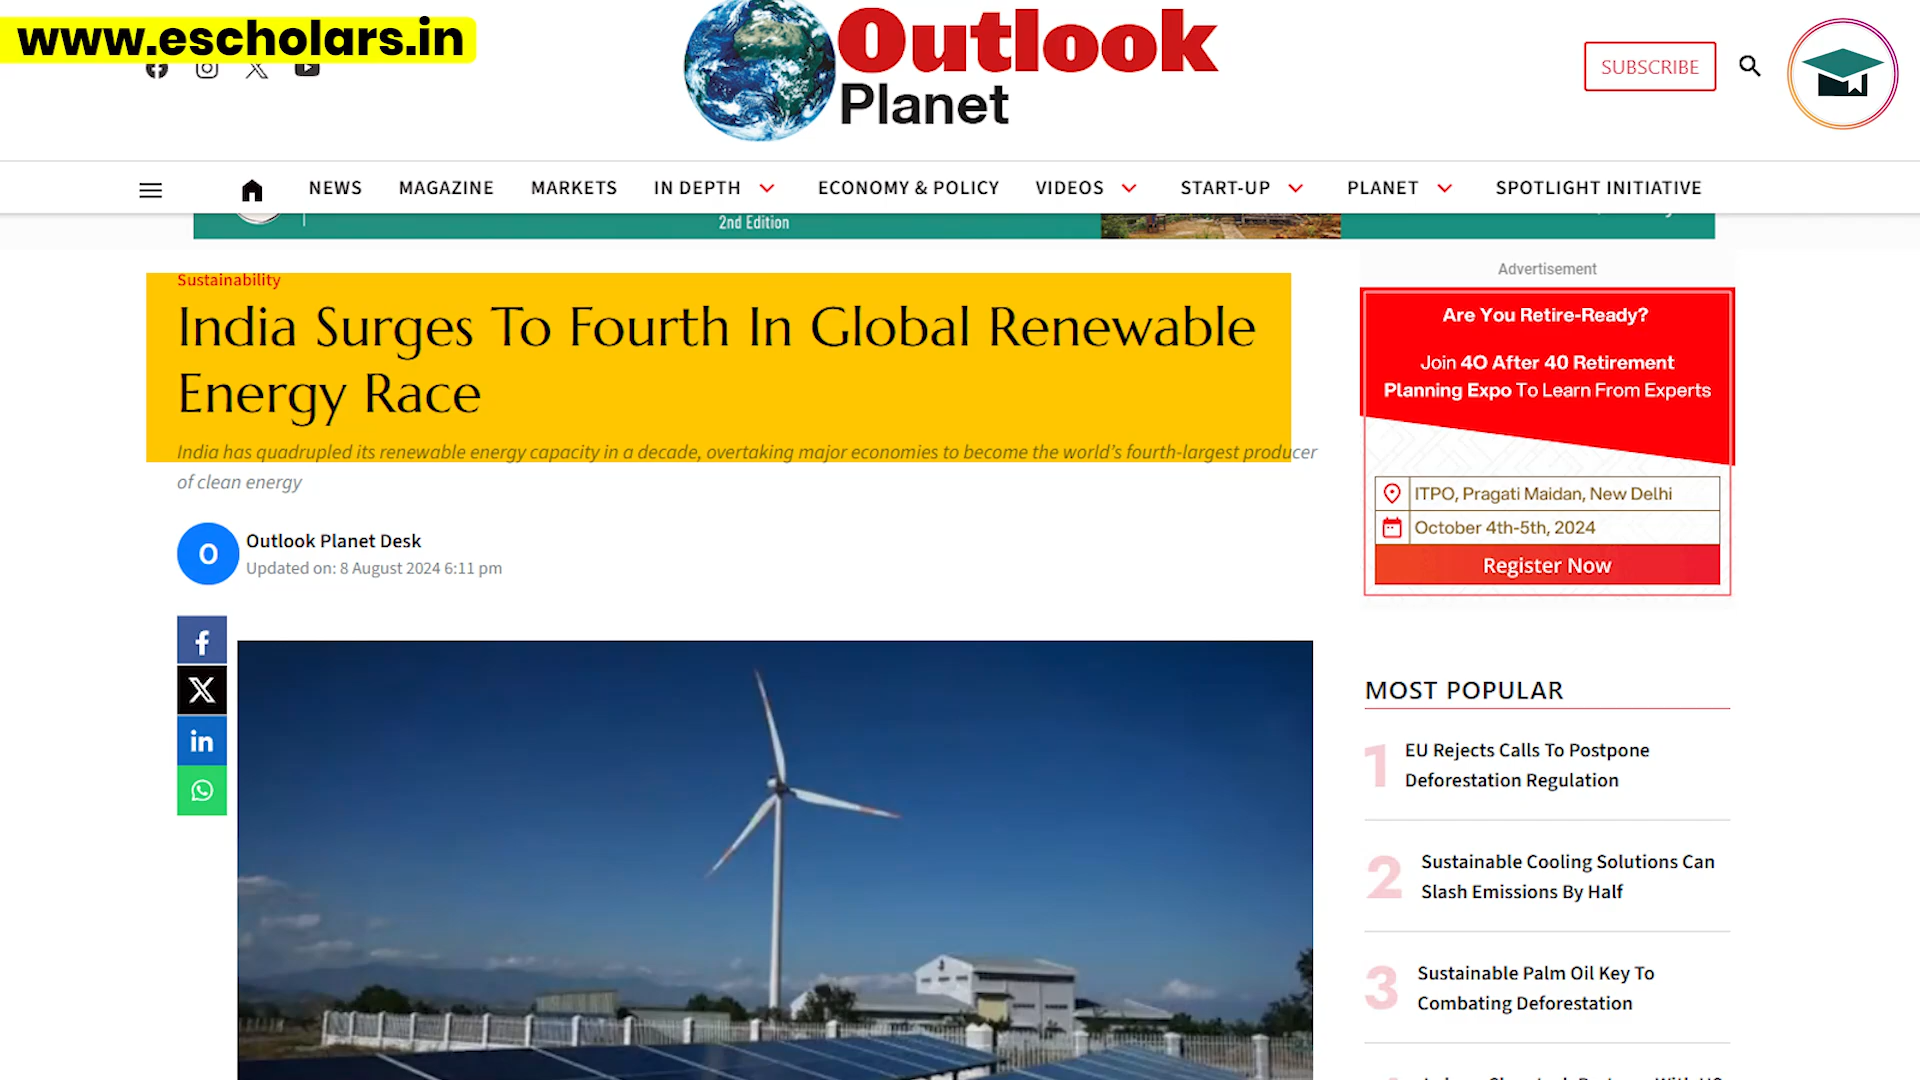 www.escholars.in
Outlook
Planet
SUBSCRIBE
NEWS MAGAZINE MARKETS IN DEPTH ECONOMY & POLICY VIDEOS START-UP PLANET SPOTLIGHT INITIATIVE
2nd Edition
Sustainability
India Surges To Fourth In Global Renewable
Energy Race
India has quadrupled its renewable energy capacity in a decade, overtaking major economies to become the world's fourth-largest producer
of clean energy
O
Outlook Planet Desk
Updated on: 8 August 2024 6:11 pm
Advertisement
Are You Retire-Ready?
Join 4O After 40 Retirement
Planning Expo To Learn From Experts
ITPO, Pragati Maidan, New Delhi
October 4th-5th, 2024
Register Now
MOST POPULAR
1 EU Rejects Calls To Postpone
Deforestation Regulation
2 Sustainable Cooling Solutions Can
Slash Emissions By Half
3 Sustainable Palm Oil Key To
Combating Deforestation